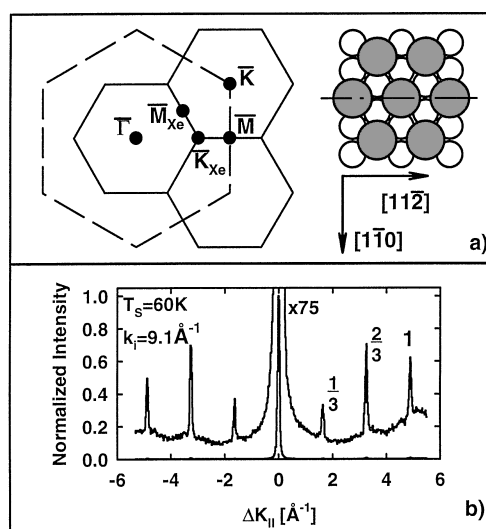 K̅
M̅Xe
Γ̅
M̅
K̅Xe
[112̅]
[11̅0]
a)
Normalized Intensity
1.0
0.8
0.6
0.4
0.2
0.0
TS=60K
ki=9.1Å-1
x75
1/3
2/3
1
-6
-4
-2
0
2
4
6
ΔK|| [Å-1]
b)